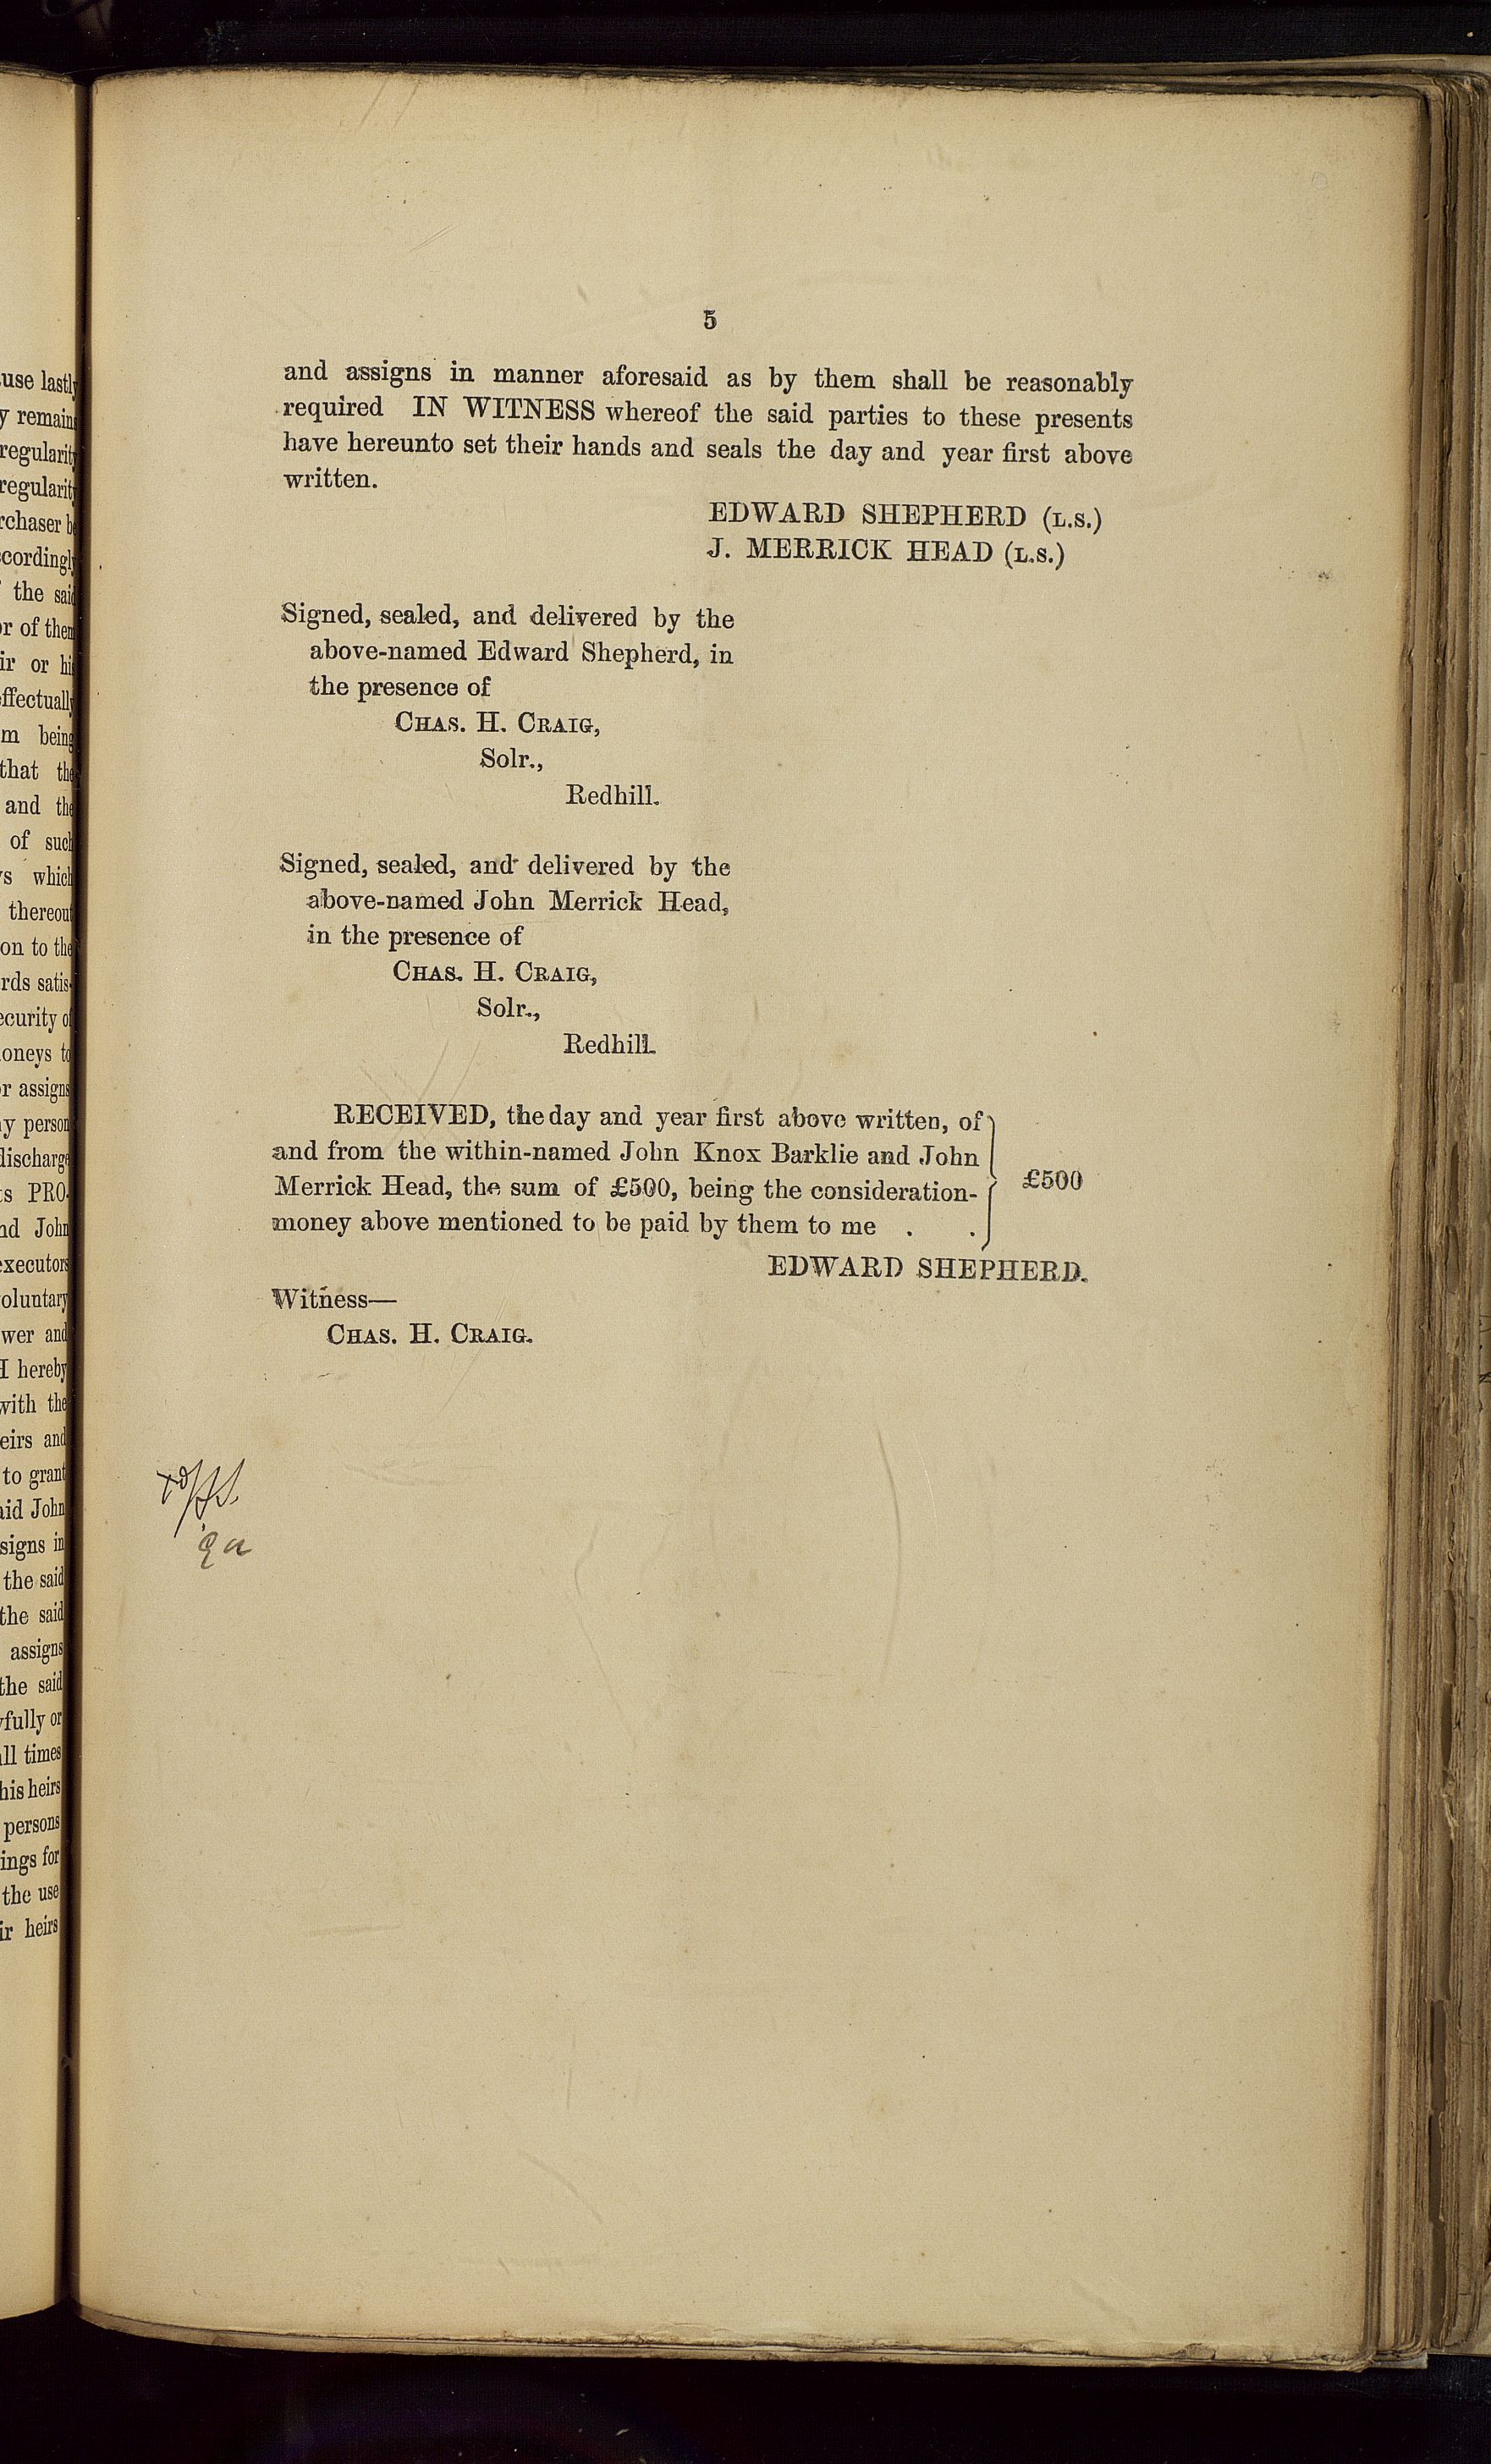 5
and assigns in manner aforesaid as by them shall be reasonably
required IN WITNESS whereof the said parties to these presents
have hereunto set their hands and seals the day and year first above
written.
EDWARD SHEPHERD (L.S.)
J. MERRICK HEAD (L.S.)
Signed, sealed, and delivered by the
above-named Edward Shepherd, in
the presence of
CHAS. H. CRAIG,
Solr.,
Redhill.
Signed, sealed, and delivered by the
above-named John Merrick Head,
in the presence of
CHAS. H. CRAIG,
Solr.,
Redhill.
RECEIVED, the day and year first above written, of
and from the within-named John Knox Barklie and John
Merrick Head, the sum of £500, being the consideration-
money above mentioned to be paid by them to me . .
£500
EDWARD SHEPHERD.
Witness—
CHAS. H. CRAIG.